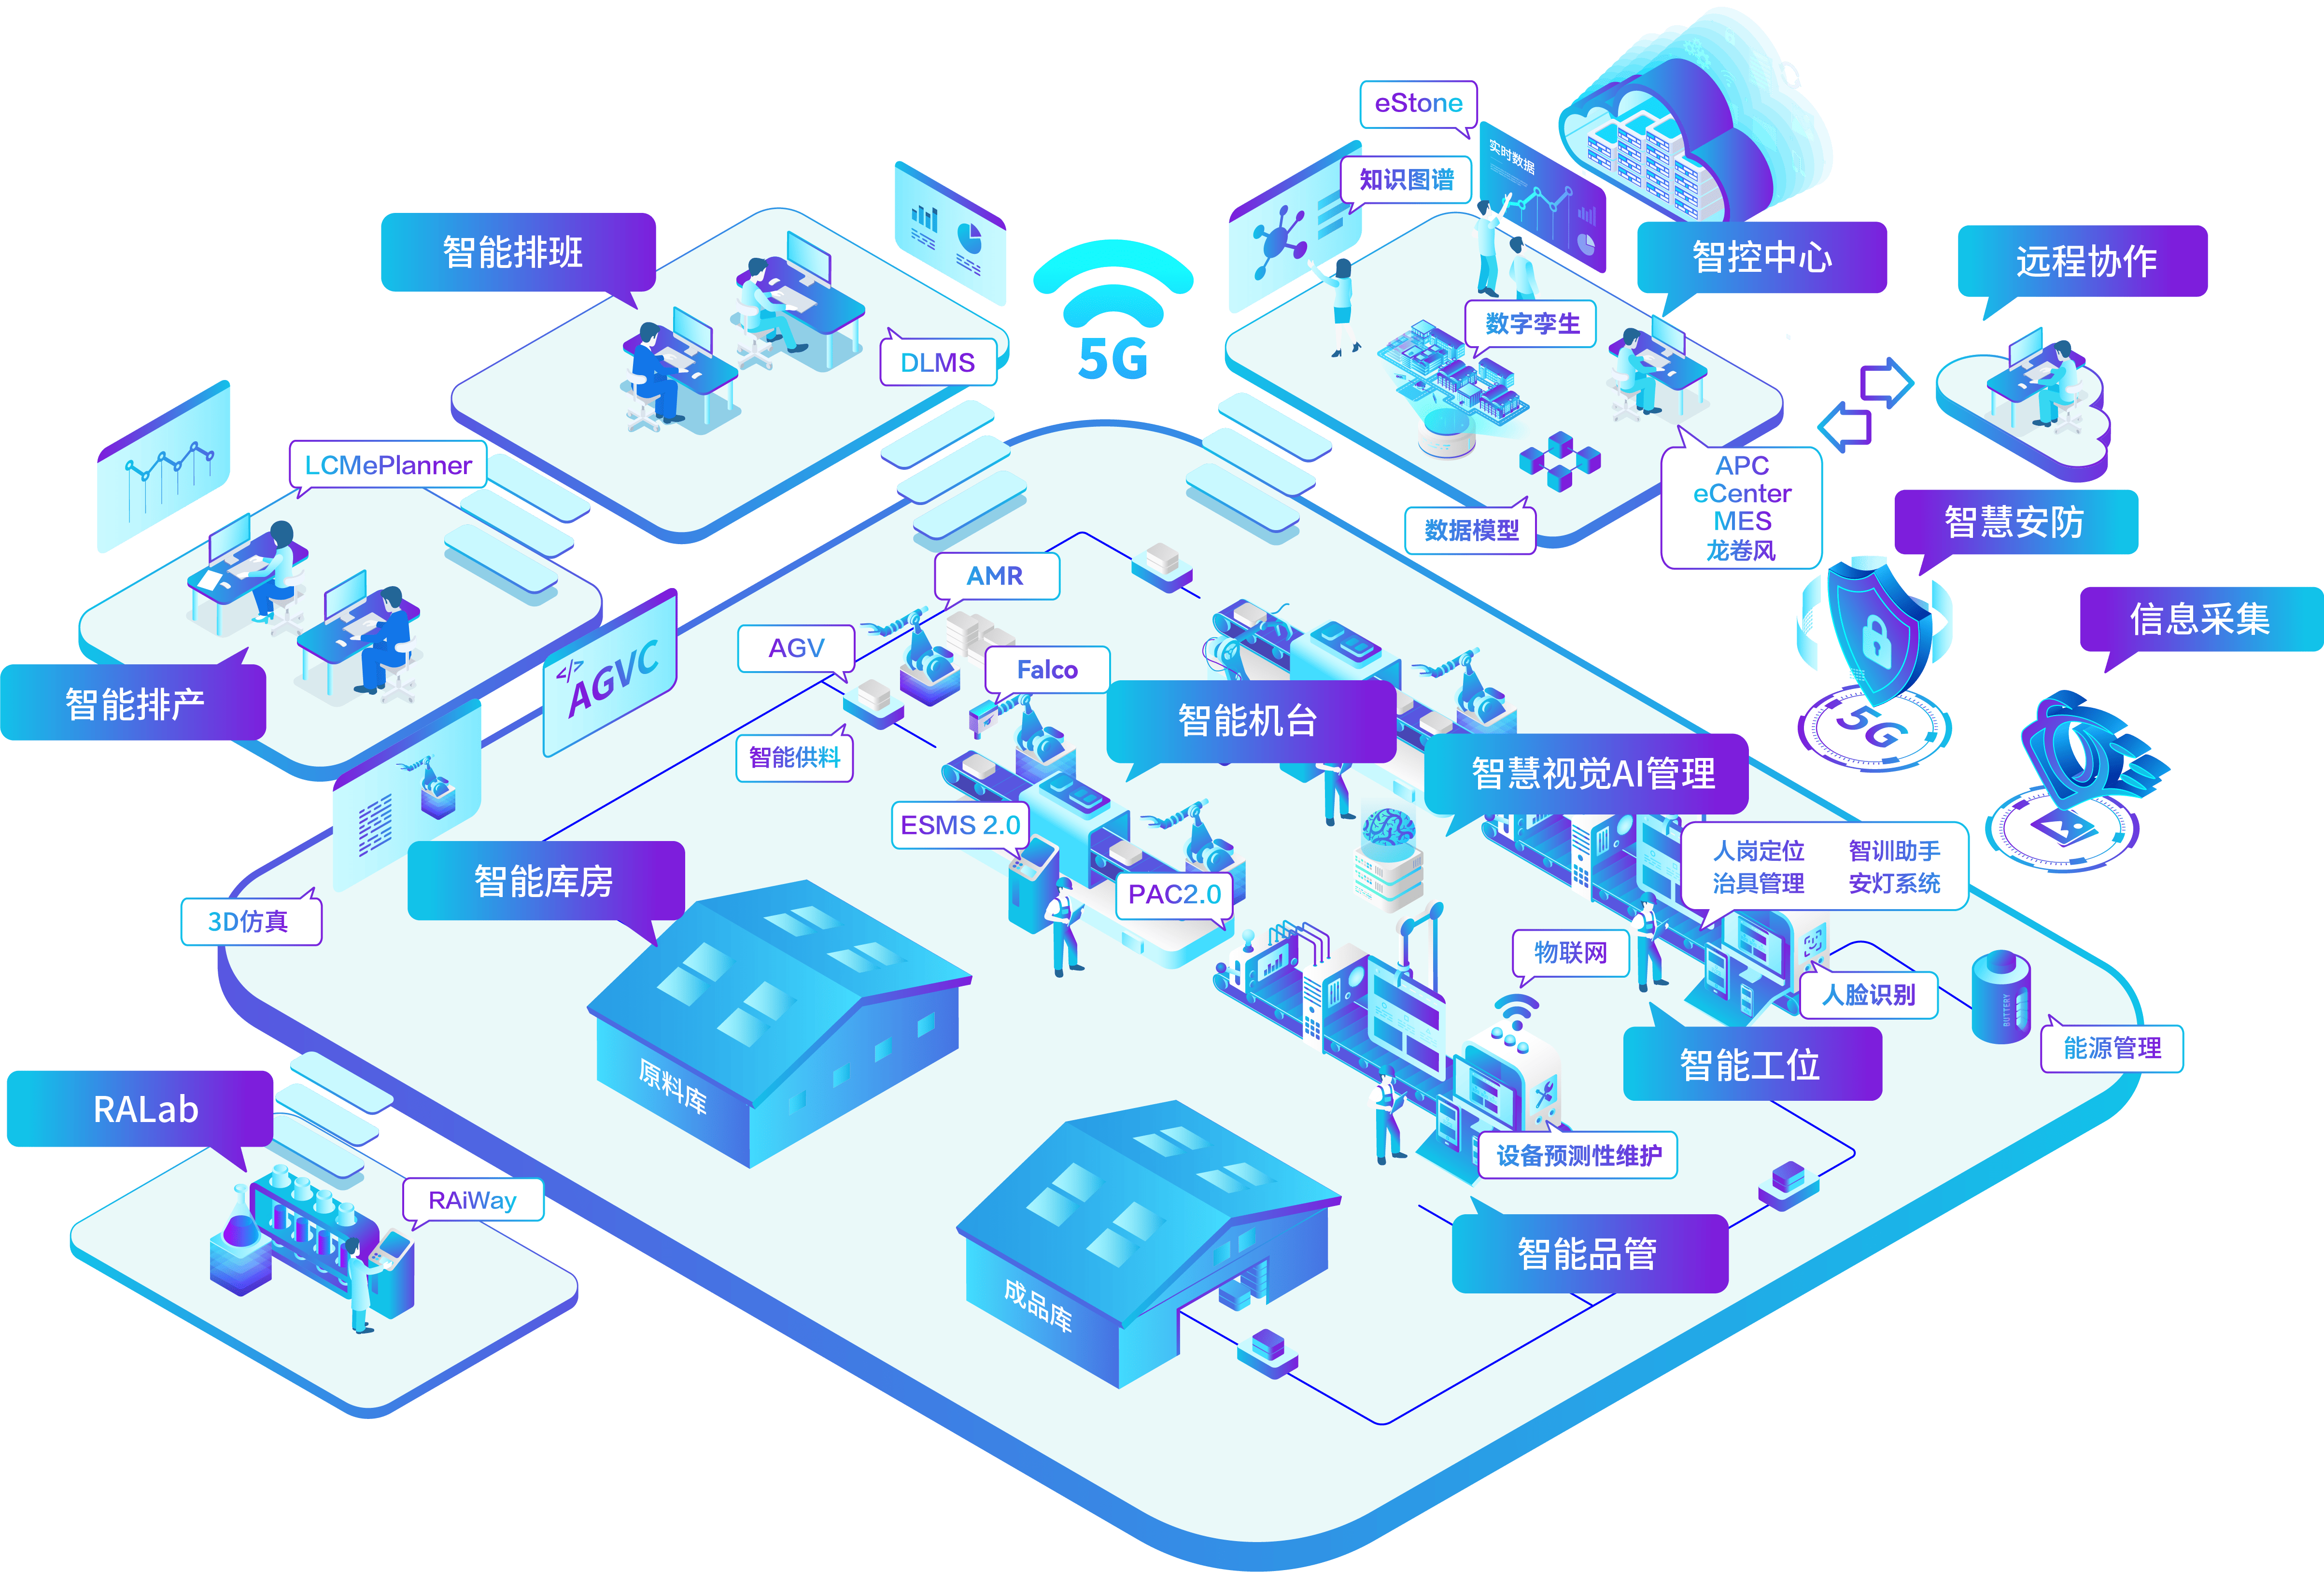 eStone
实时数据
知识图谱
智能排班
智控中心
远程协作
数字孪生
5G
DLMS
LCMePlanner
APC
eCenter
MES
龙卷风
数据模型
智慧安防
AMR
信息采集
AGV
</>
AGVC
Falco
智能排产
智能机台
5G
智能供料
智慧视觉AI管理
ESMS 2.0
人岗定位 智训助手
治具管理 安灯系统
智能库房
PAC2.0
3D仿真
物联网
人脸识别
BUTTERY
能源管理
智能工位
原料库
RALab
设备预测性维护
RAiWay
智能品管
成品库